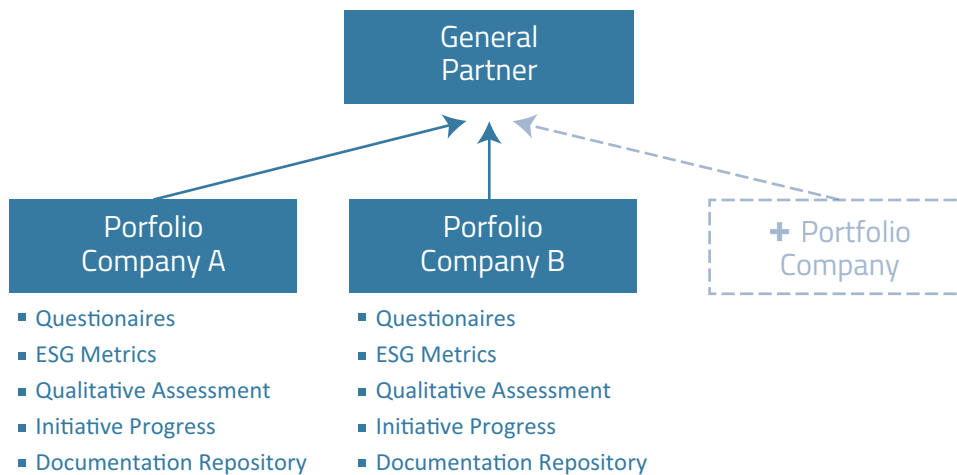 General
Partner
Porfolio
Company A
Porfolio
Company B
+ Portfolio
Company
Questionaires
ESG Metrics
Qualitative Assessment
Initiative Progress
Documentation Repository
Questionaires
ESG Metrics
Qualitative Assessment
Initiative Progress
Documentation Repository